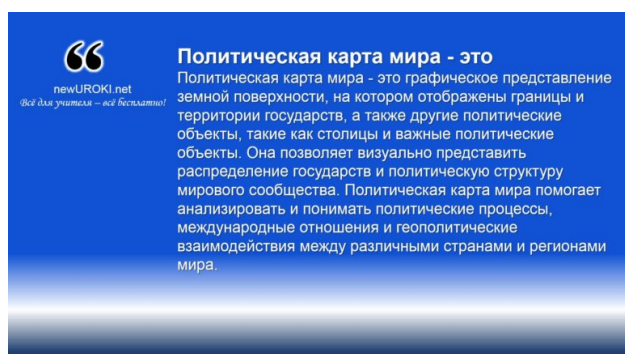 newUROKI.net
Всё для учителя – всё бесплатно!
Политическая карта мира - это
Политическая карта мира - это графическое представление
земной поверхности, на котором отображены границы и
территории государств, а также другие политические
объекты, такие как столицы и важные политические
объекты. Она позволяет визуально представить
распределение государств и политическую структуру
мирового сообщества. Политическая карта мира помогает
анализировать и понимать политические процессы,
международные отношения и геополитические
взаимодействия между различными странами и регионами
мира.